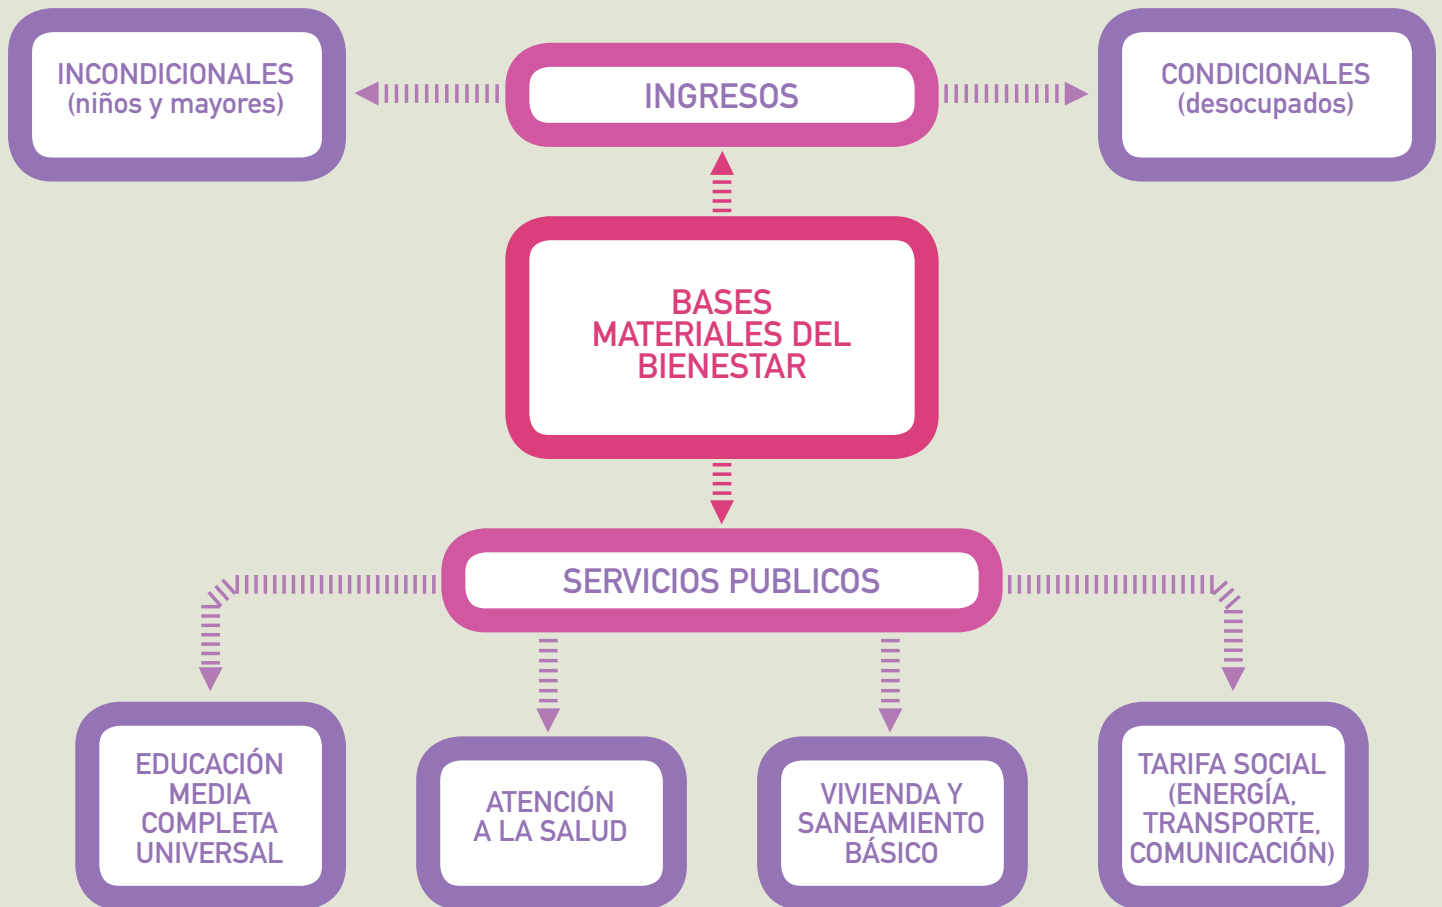 INCONDICIONALES
(niños y mayores)
INGRESOS
CONDICIONALES
(desocupados)
BASES
MATERIALES DEL
BIENESTAR
SERVICIOS PUBLICOS
EDUCACIÓN
MEDIA
COMPLETA
UNIVERSAL
ATENCIÓN
A LA SALUD
VIVIENDA Y
SANEAMIENTO
BÁSICO
TARIFA SOCIAL
(ENERGÍA,
TRANSPORTE,
COMUNICACIÓN)